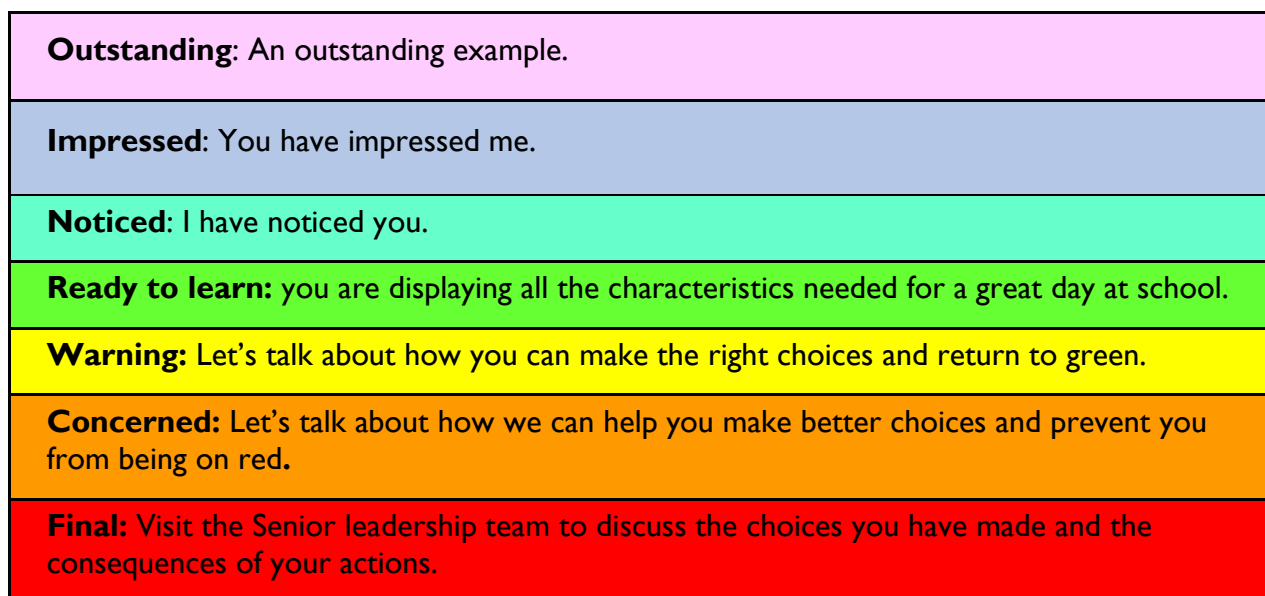 Outstanding: An outstanding example.
Impressed: You have impressed me.
Noticed: I have noticed you.
Ready to learn: you are displaying all the characteristics needed for a great day at school.
Warning: Let’s talk about how you can make the right choices and return to green.
Concerned: Let’s talk about how we can help you make better choices and prevent you
from being on red.
Final: Visit the Senior leadership team to discuss the choices you have made and the
consequences of your actions.